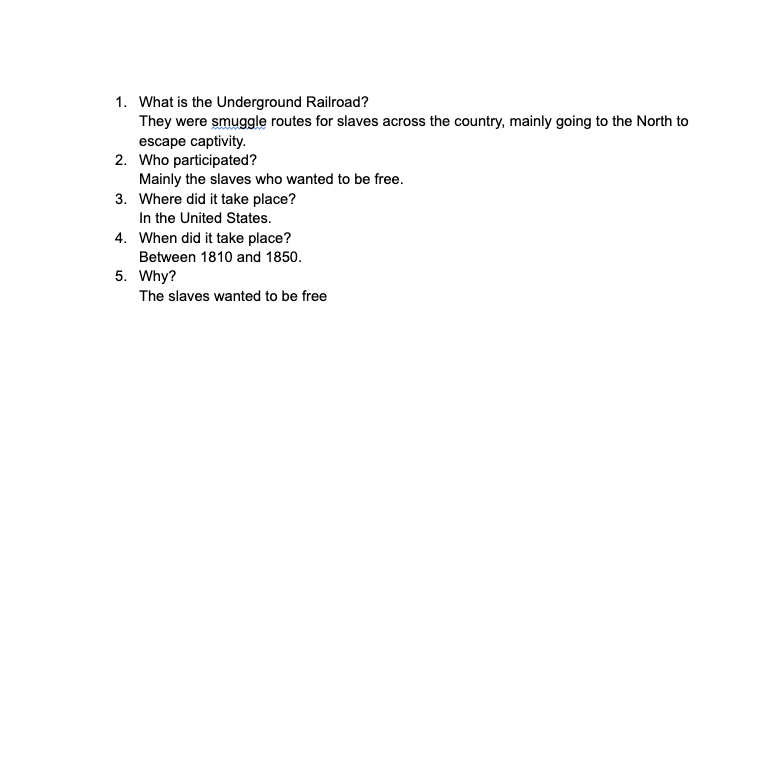 1. What is the Underground Railroad?
They were smuggle routes for slaves across the country, mainly going to the North to
escape captivity.
2. Who participated?
Mainly the slaves who wanted to be free.
3. Where did it take place?
In the United States.
4. When did it take place?
Between 1810 and 1850.
5. Why?
The slaves wanted to be free